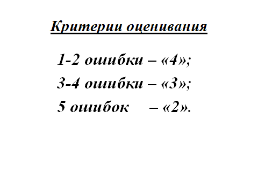 Критерии оценивания
1-2 ошибки – «4»;
3-4 ошибки – «3»;
5 ошибок – «2».